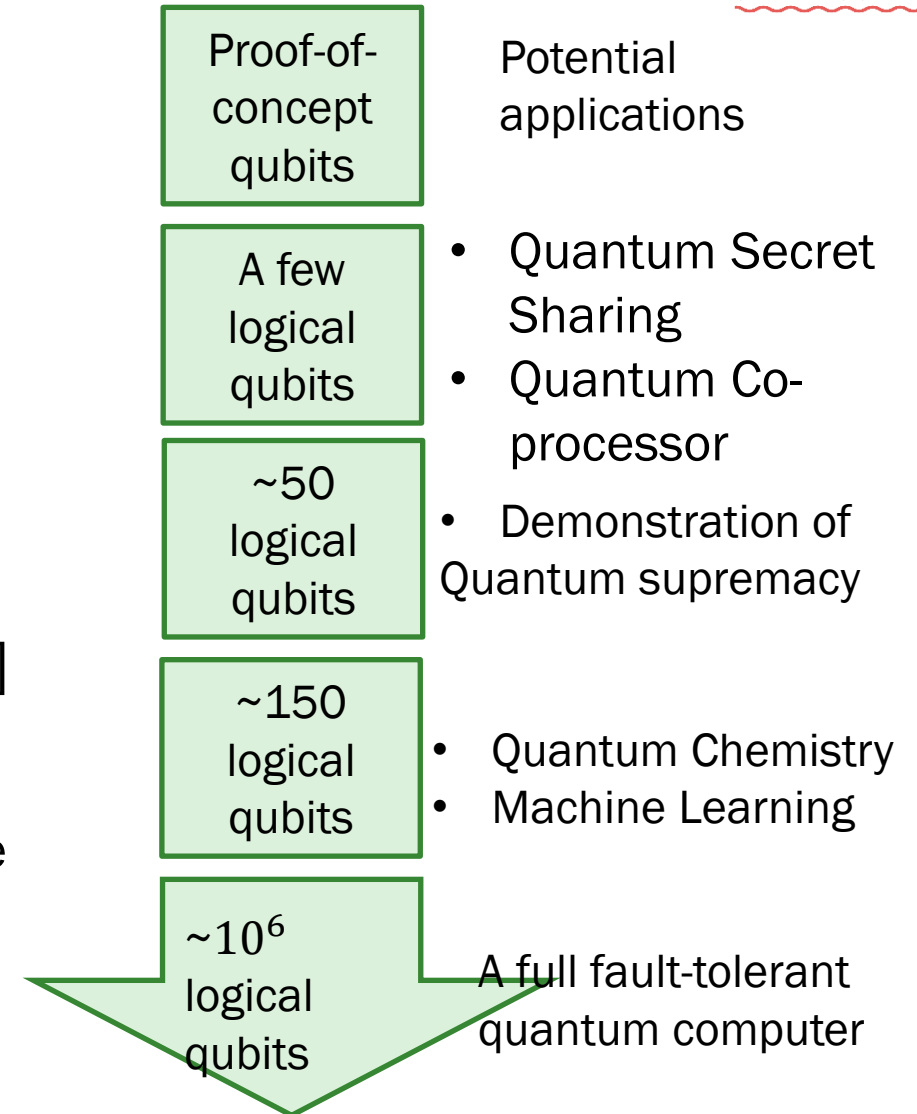 Proof-of-
concept
qubits
Potential
applications
A few
logical
qubits
• Quantum Secret
Sharing
• Quantum Co-
processor
~50
logical
qubits
• Demonstration of
Quantum supremacy
~150
logical
qubits
• Quantum Chemistry
• Machine Learning
~10⁶
logical
qubits
A full fault-tolerant
quantum computer